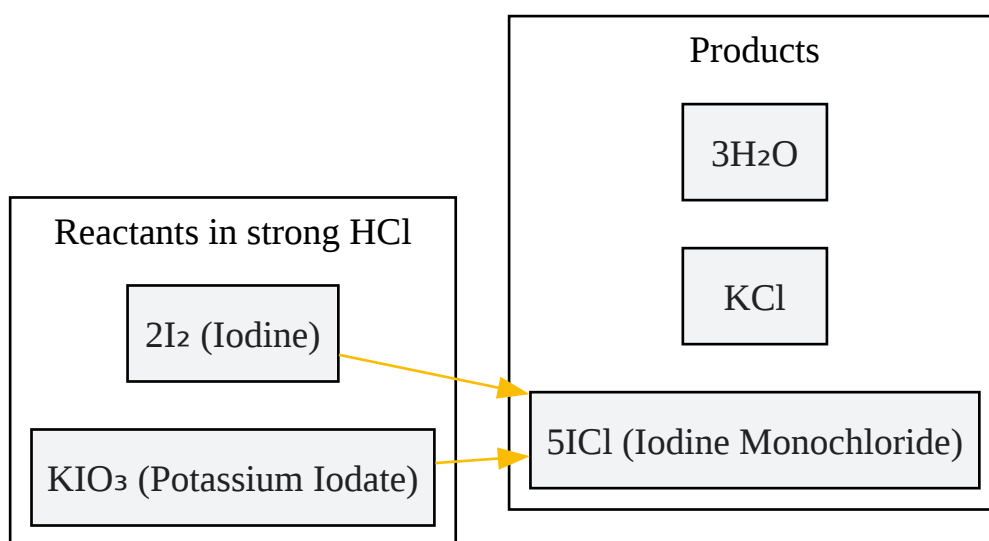 Products
3H₂O
KCl
5ICl (Iodine Monochloride)
Reactants in strong HCl
2I₂ (Iodine)
KIO₃ (Potassium Iodate)